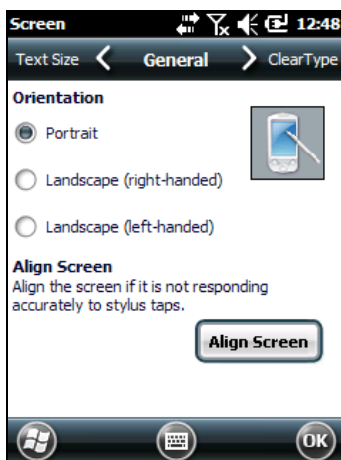 Screen 12:48
Text Size General ClearType
Orientation
Portrait
Landscape (right-handed)
Landscape (left-handed)
Align Screen
Align the screen if it is not responding
accurately to stylus taps.
Align Screen
OK